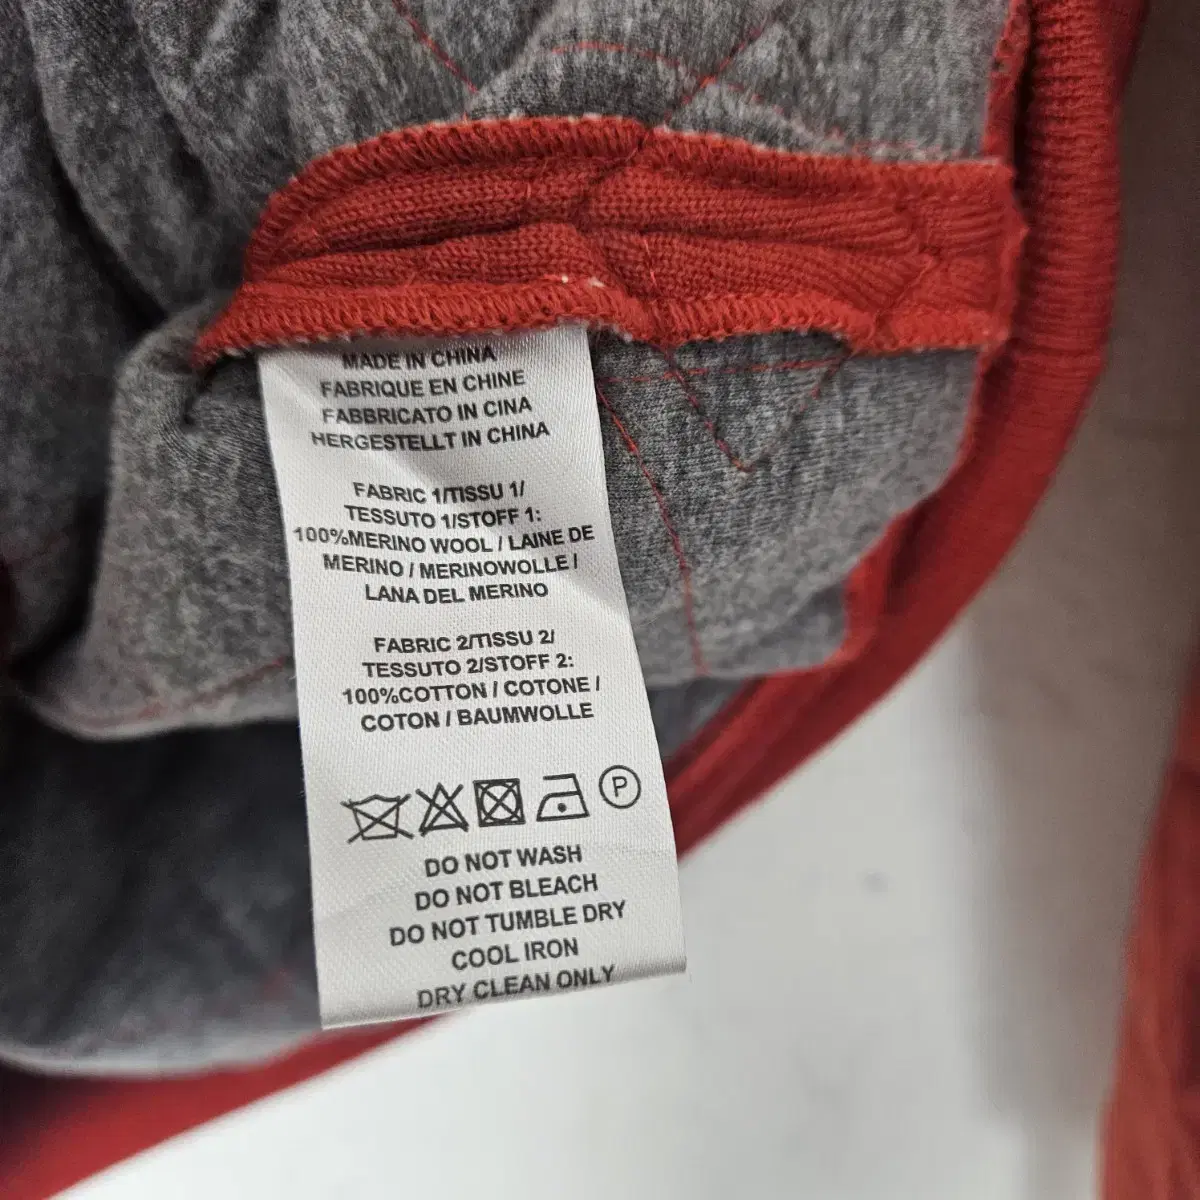 MADE IN CHINA
FABRIQUE EN CHINE
FABBRICATO IN CINA
HERGESTELLT IN CHINA
FABRIC 1/TISSU 1/
TESSUTO 1/STOFF 1:
100%MERINO WOOL / LAINE DE
MERINO / MERINOWOLLE /
LANA DEL MERINO
FABRIC 2/TISSU 2/
TESSUTO 2/STOFF 2:
100%COTTON / COTONE /
COTON / BAUMWOLLE
P
DO NOT WASH
DO NOT BLEACH
DO NOT TUMBLE DRY
COOL IRON
DRY CLEAN ONLY